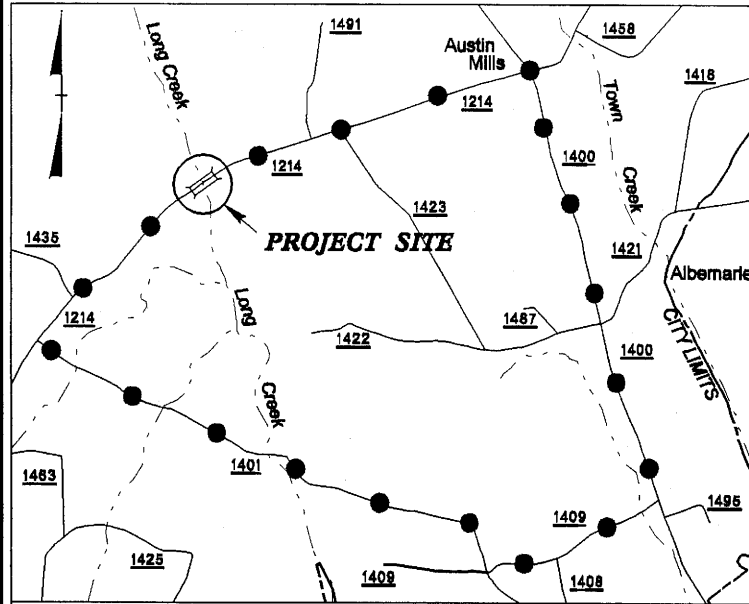 1491
1458
Long Creek
Austin
Mills
1418
1214
Town
1214
1400
Creek
1423
PROJECT SITE
1435
1421
Albemarle
1214
Long
1487
1422
1400
CITY LIMITS
Creek
1401
1463
1495
1409
1425
1409
1408